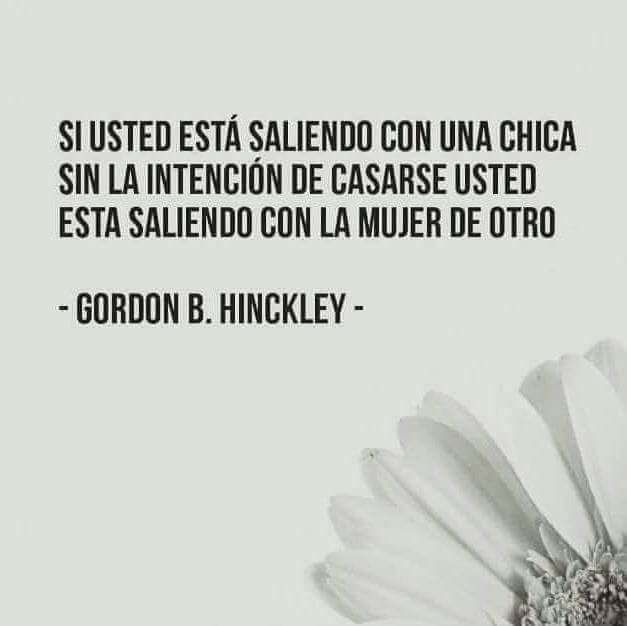 SI USTED ESTÁ SALIENDO CON UNA CHICA
SIN LA INTENCIÓN DE CASARSE USTED
ESTA SALIENDO CON LA MUJER DE OTRO
- GORDON B. HINCKLEY -